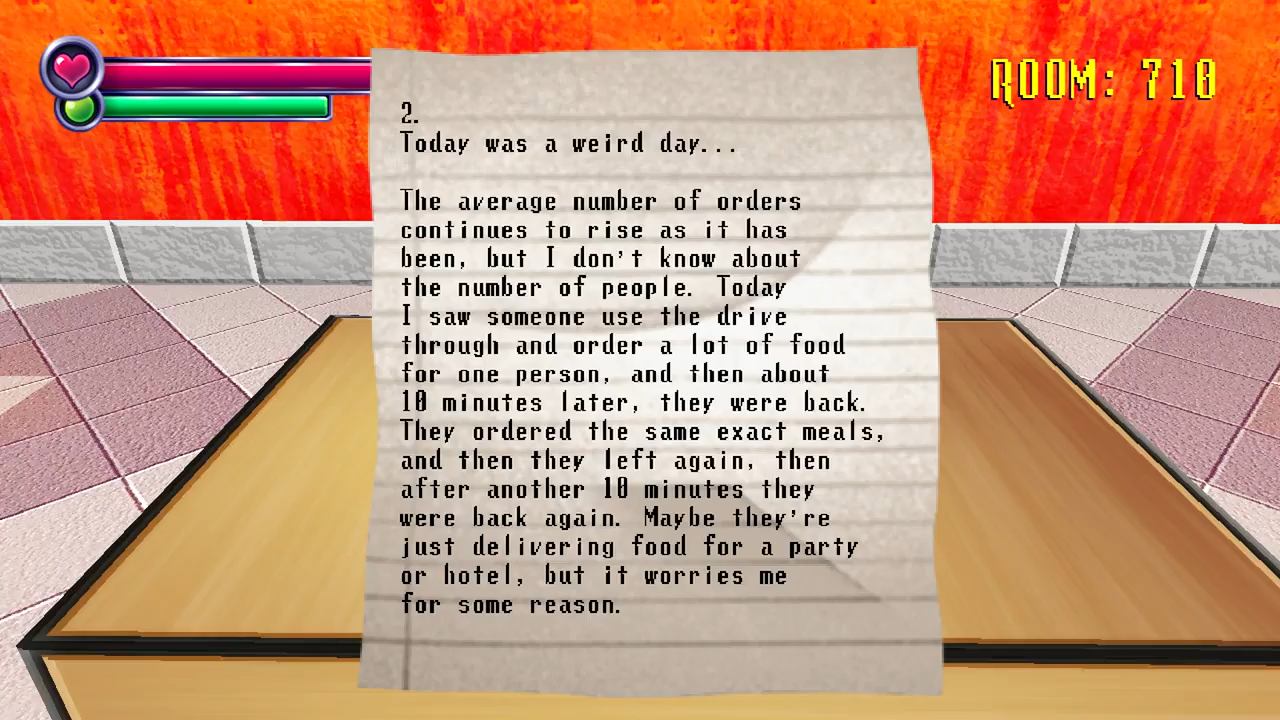 ROOM: 710
2.
Today was a weird day...
The average number of orders
continues to rise as it has
been, but I don't know about
the number of people. Today
I saw someone use the drive
through and order a lot of food
for one person, and then about
10 minutes later, they were back.
They ordered the same exact meals,
and then they left again, then
after another 10 minutes they
were back again. Maybe they're
just delivering food for a party
or hotel, but it worries me
for some reason.